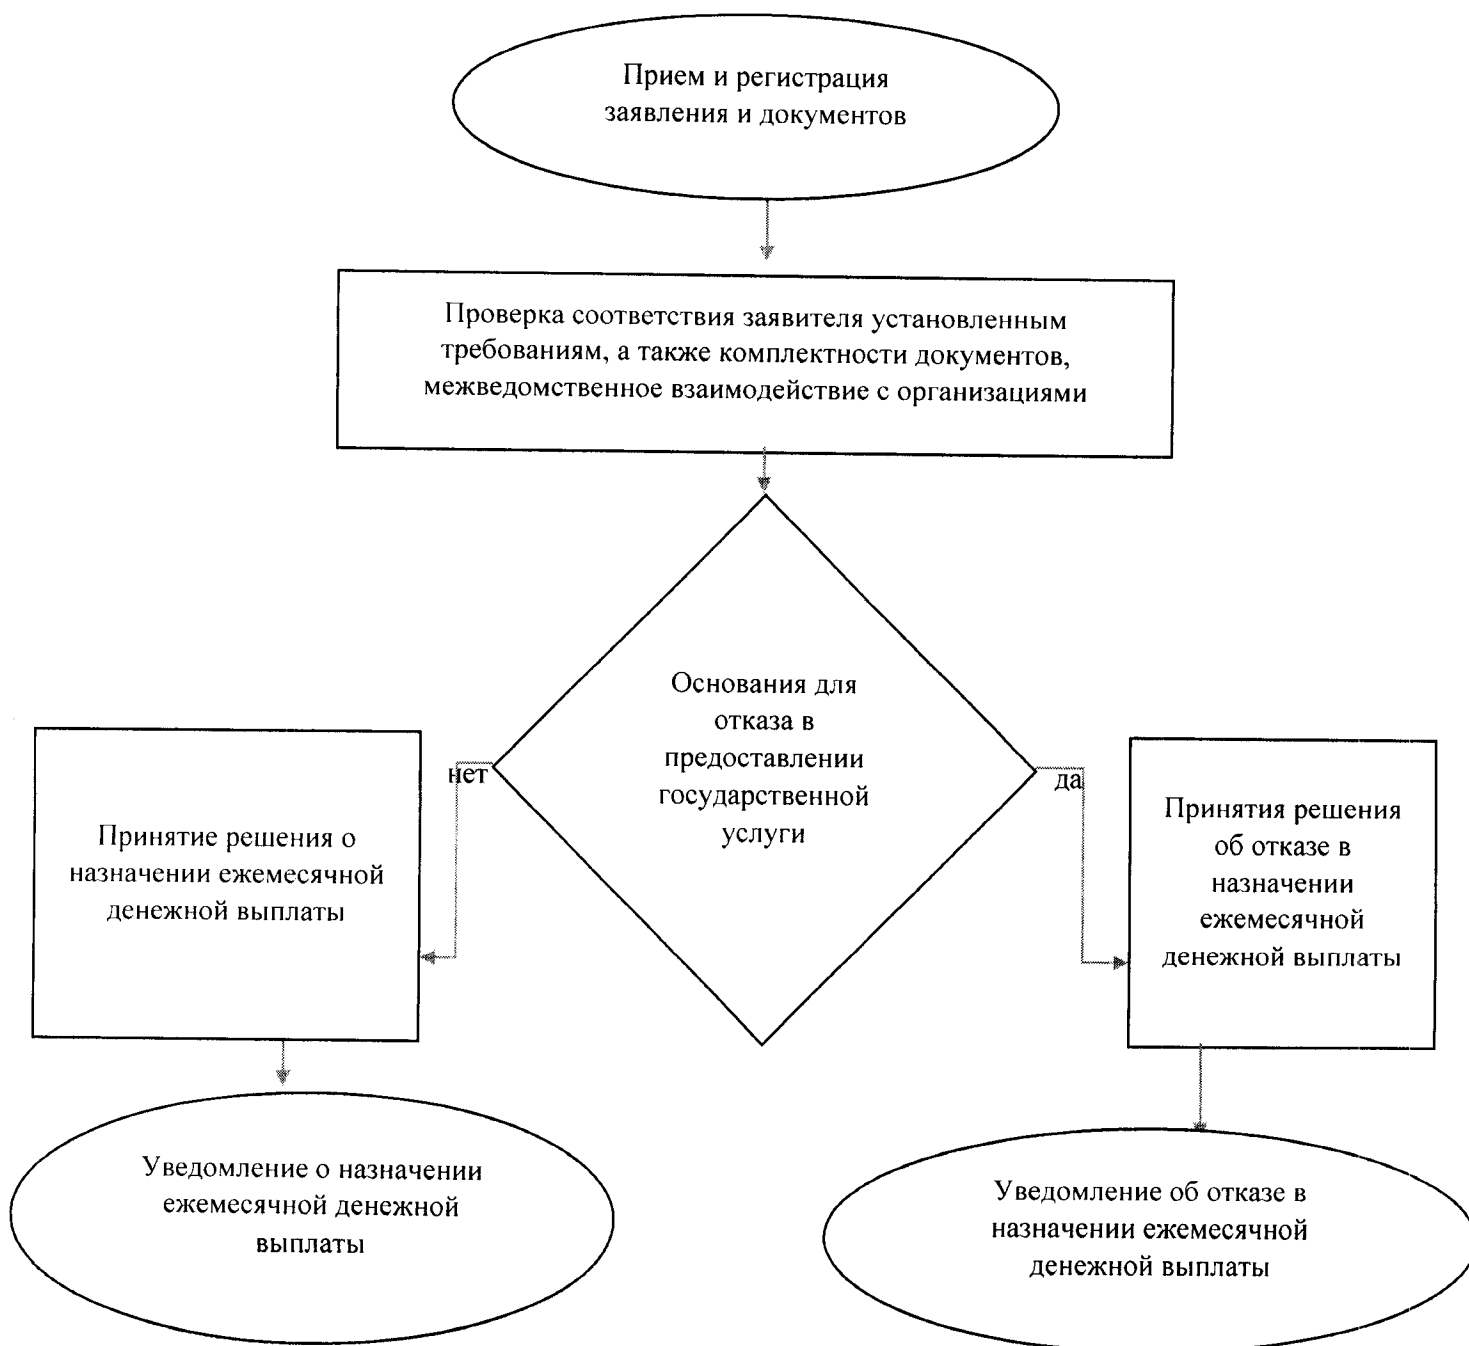 Прием и регистрация
заявления и документов
Проверка соответствия заявителя установленным
требованиям, а также комплектности документов,
межведомственное взаимодействие с организациями
Основания для
отказа в
предоставлении
государственной
услуги
нет
да
Принятие решения о
назначении ежемесячной
денежной выплаты
Принятия решения
об отказе в
назначении
ежемесячной
денежной выплаты
Уведомление о назначении
ежемесячной денежной
выплаты
Уведомление об отказе в
назначении ежемесячной
денежной выплаты